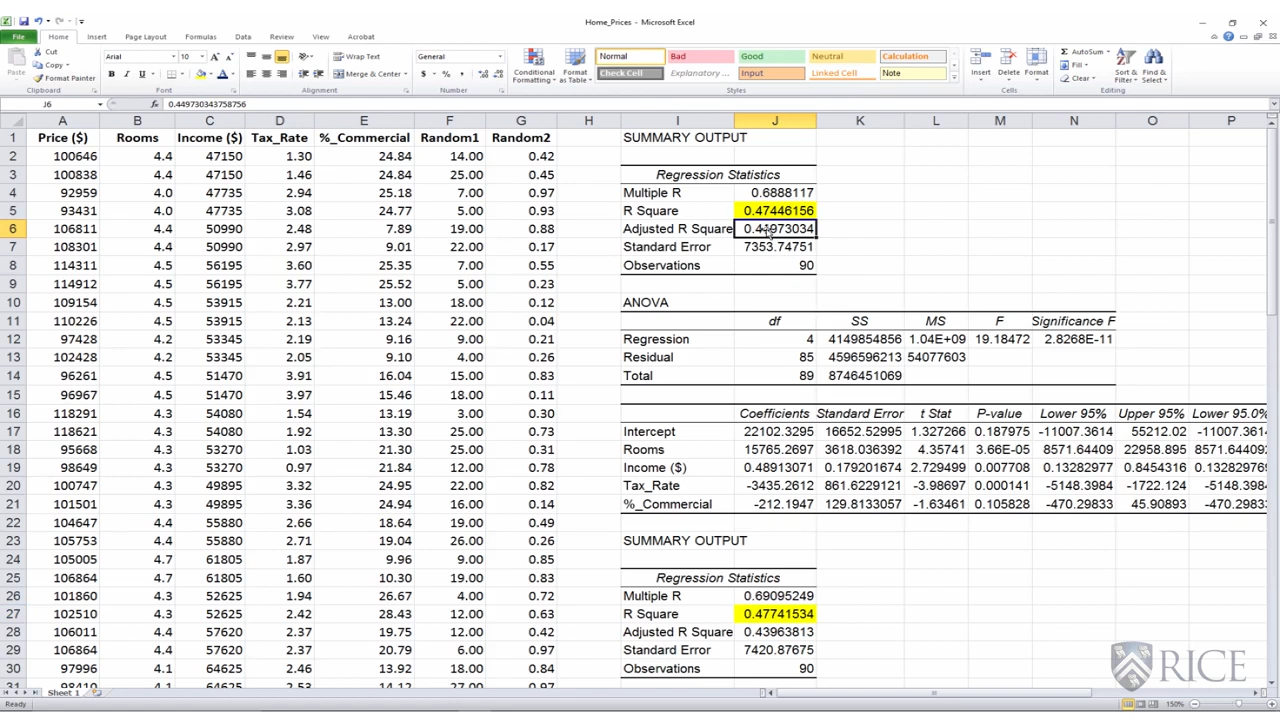 Home_Prices - Microsoft Excel
File Home Insert Page Layout Formulas Data Review View Acrobat
Cut
Copy
Format Painter
Paste
Clipboard
Arial 10
Font
Wrap Text
Merge & Center
Alignment
General
Number
Conditional Formatting
Format as Table
Normal Bad Good Neutral Calculation
Check Cell Explanatory ... Input Linked Cell Note
Styles
Insert Delete Format
Cells
AutoSum
Fill
Clear
Sort & Filter
Find & Select
Editing
J6 fx 0.449730343758756
A B C D E F G H I J K L M N O P
1 Price ($) Rooms Income ($) Tax_Rate %_Commercial Random1 Random2 SUMMARY OUTPUT
2 100646 4.4 47150 1.30 24.84 14.00 0.42
3 100838 4.4 47150 1.46 24.84 25.00 0.45 Regression Statistics
4 92959 4.0 47735 2.94 25.18 7.00 0.97 Multiple R 0.6888117
5 93431 4.0 47735 3.08 24.77 5.00 0.93 R Square 0.47446156
6 106811 4.4 50990 2.48 7.89 19.00 0.88 Adjusted R Square 0.44973034
7 108301 4.4 50990 2.97 9.01 22.00 0.17 Standard Error 7353.74751
8 114311 4.5 56195 3.60 25.35 7.00 0.55 Observations 90
9 114912 4.5 56195 3.77 25.52 5.00 0.23
10 109154 4.5 53915 2.21 13.00 18.00 0.12 ANOVA
11 110226 4.5 53915 2.13 13.24 22.00 0.04 df SS MS F Significance F
12 97428 4.2 53345 2.19 9.16 9.00 0.21 Regression 4 4149854856 1.04E+09 19.18472 2.8268E-11
13 102428 4.2 53345 2.05 9.10 4.00 0.26 Residual 85 4596596213 54077603
14 96261 4.2 51470 3.91 16.04 15.00 0.83 Total 89 8746451069
15 96967 4.2 51470 3.97 15.46 18.00 0.11
16 118291 4.3 54080 1.54 13.19 3.00 0.30 Coefficients Standard Error t Stat P-value Lower 95% Upper 95% Lower 95.0%
17 118621 4.3 54080 1.92 13.30 25.00 0.73 Intercept 22102.3295 16652.52995 1.327266 0.187975 -11007.3614 55212.02 -11007.361
18 95668 4.3 53270 1.03 21.30 25.00 0.31 Rooms 15765.2697 3618.036392 4.35741 3.66E-05 8571.64409 22958.895 8571.6440
19 98649 4.3 53270 0.97 21.84 12.00 0.78 Income ($) 0.48913071 0.179201674 2.729499 0.007708 0.13282977 0.8454316 0.13282976
20 100747 4.3 49895 3.32 24.95 22.00 0.82 Tax_Rate -3435.2612 861.6229121 -3.98697 0.000141 -5148.3984 -1722.124 -5148.398
21 101501 4.3 49895 3.36 24.94 16.00 0.14 %_Commercial -212.1947 129.8133057 -1.63461 0.105828 -470.29833 45.90893 -470.2983
22 104647 4.4 55880 2.66 18.64 19.00 0.49
23 105753 4.4 55880 2.71 19.04 26.00 0.26 SUMMARY OUTPUT
24 105005 4.7 61805 1.87 9.96 9.00 0.85
25 106864 4.7 61805 1.60 10.30 19.00 0.83 Regression Statistics
26 101860 4.3 52625 1.94 26.67 4.00 0.72 Multiple R 0.69095249
27 102510 4.3 52625 2.42 28.43 12.00 0.63 R Square 0.47741534
28 106011 4.4 57620 2.37 19.75 12.00 0.42 Adjusted R Square 0.43963813
29 106864 4.4 57620 2.29 20.79 6.00 0.97 Standard Error 7420.87675
30 97996 4.1 64625 2.46 13.92 18.00 0.84 Observations 90
31 98410 4.1 64625 2.53 14.12 27.00 0.97
RICE
Sheet 1
Ready 150%